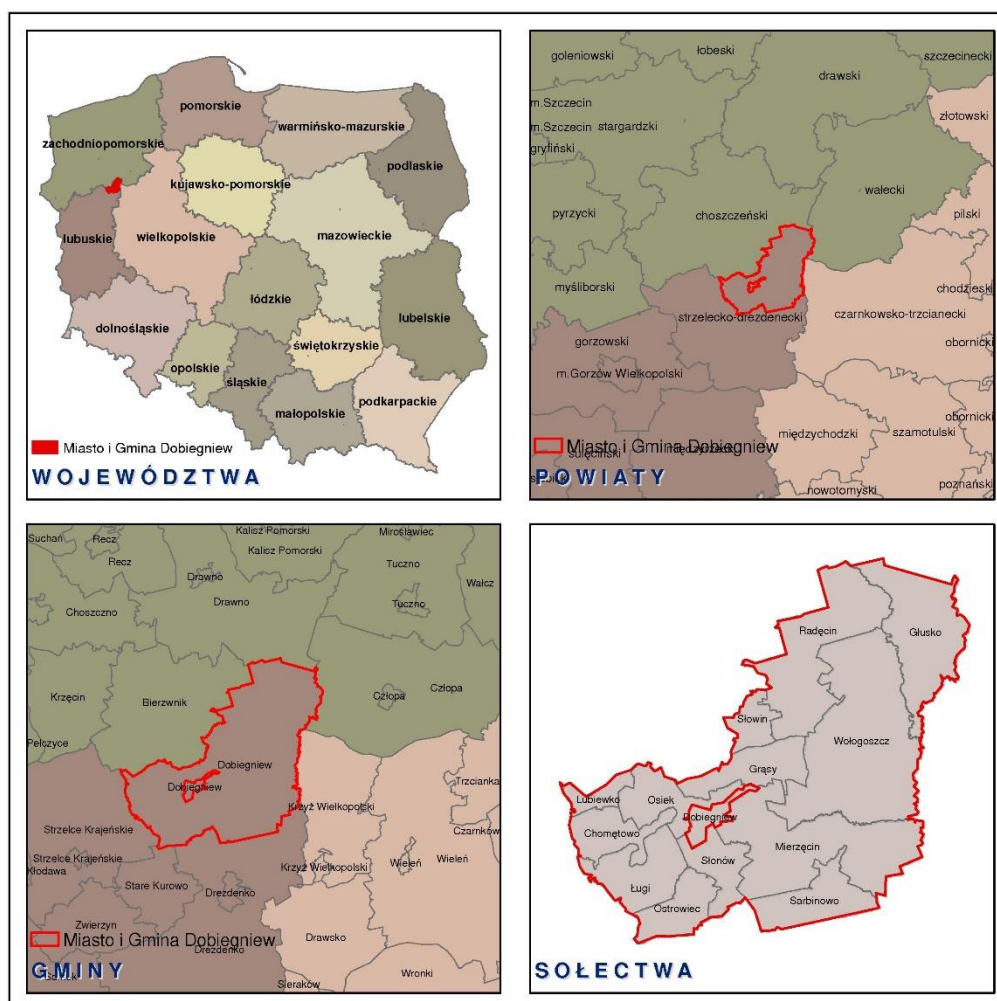 pomorskie
warmińsko-mazurskie
zachodniopomorskie
podlaskie
kujawsko-pomorskie
lubuskie
wielkopolskie
mazowieckie
łódzkie
dolnośląskie
lubelskie
świętokrzyskie
opolskie
śląskie
podkarpackie
małopolskie
Miasto i Gmina Dobiegniew
WOJEWÓDZTWA
goleniowski
łobeski
szczecinecki
drawski
m.Szczecin
złotowski
m.Szczecin
stargardzki
gryfiński
wałecki
pyrzycki
choszczeński
pilski
myśliborski
chodzieski
strzelecko-drezdenecki
czarnkowsko-trzcianecki
gorzowski
obornicki
m.Gorzów Wielkopolski
obornicki
międzychodzki
szamotulski
Miasto i Gmina Dobiegniew
sulęciński
poznański
nowotomyski
POWIATY
Suchań
Recz
Recz
Kalisz Pomorski
Kalisz Pomorski
Mirosławiec
Tuczno
Drawno
Wałcz
Choszczno
Drawno
Tuczno
Krzęcin
Bierzwnik
Człopa
Człopa
Pełczyce
Dobiegniew
Dobiegniew
Trzcianka
Krzyż Wielkopolski
Strzelce Krajeńskie
Czarnków
Strzelce Krajeńskie
Kłodawa
Krzyż Wielkopolski
Wieleń
Wieleń
Stare Kurowo
Drezdenko
Zwierzyn
Drawsko
Miasto i Gmina Dobiegniew
Drezdenko
Wronki
Sieraków
GMINY
Radęcin
Głusko
Słowin
Wołogoszcz
Grąsy
Lubiewko
Osiek
Dobiegniew
Chomętowo
Mierzęcin
Słonów
Ługi
Ostrowiec
Sarbinowo
SOŁECTWA